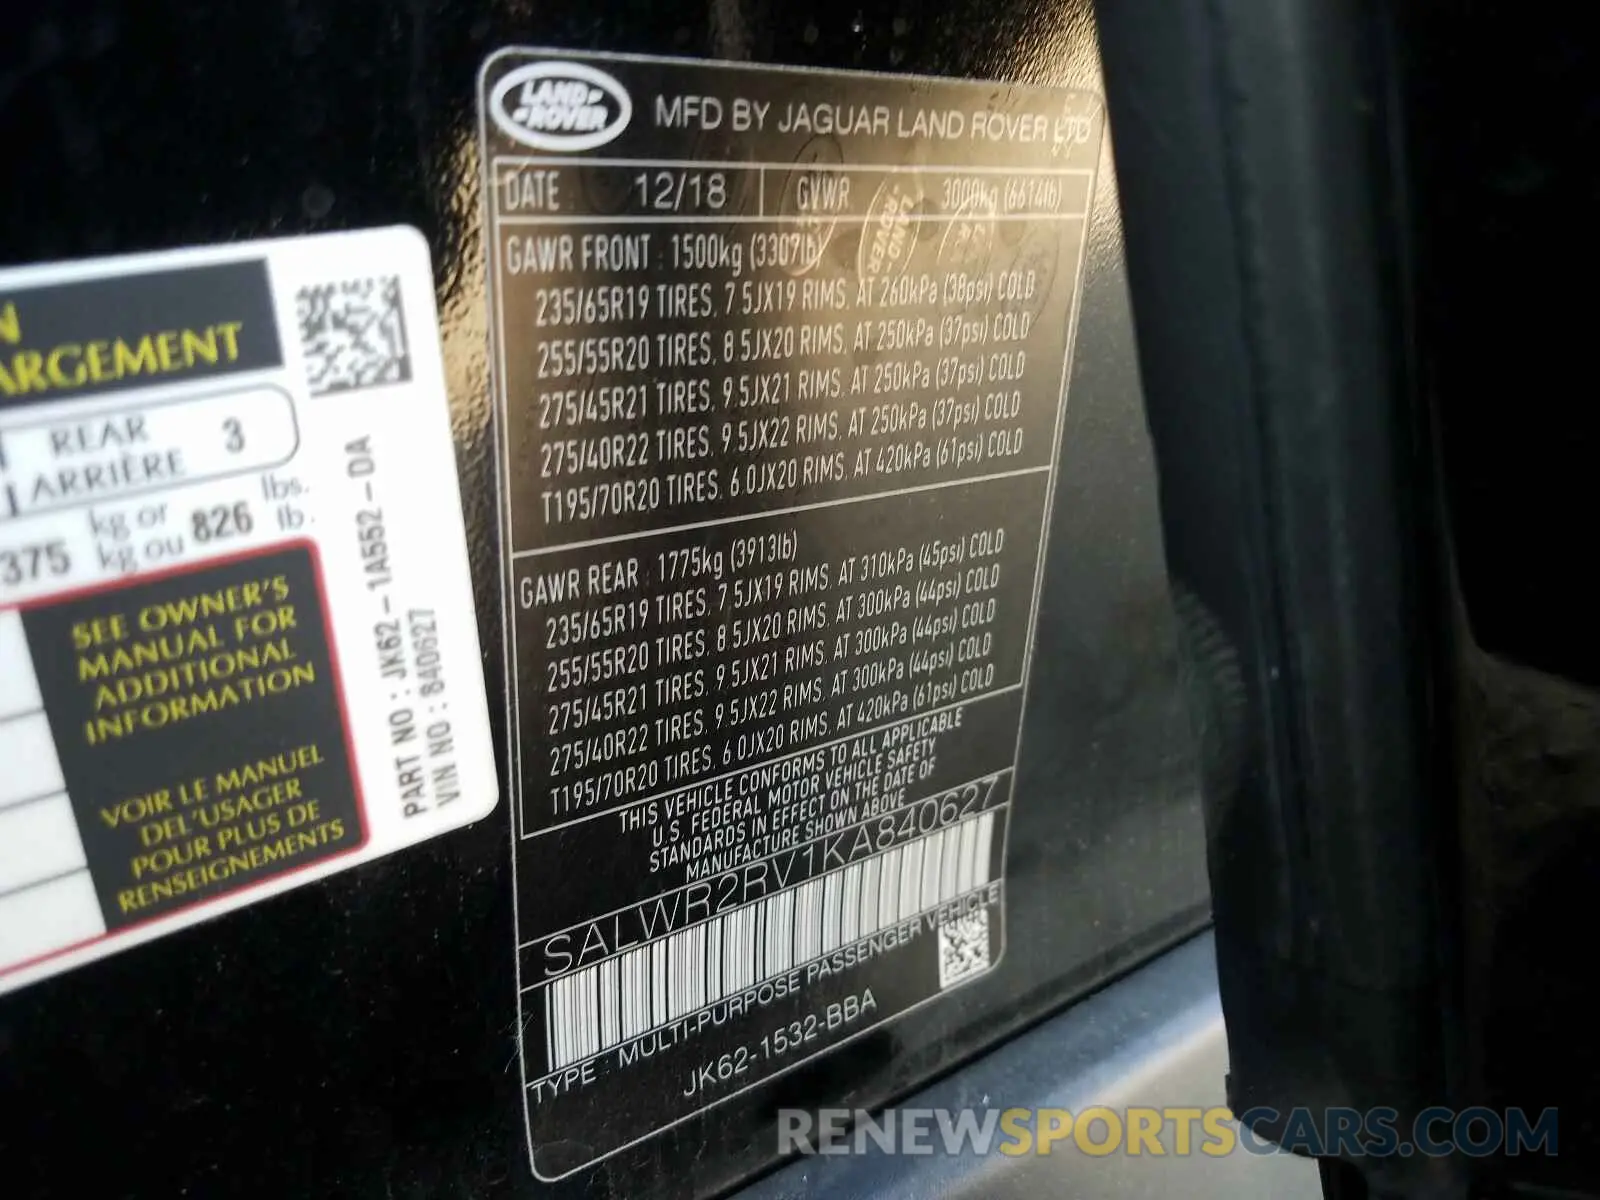 LAND ROVER
MFD BY JAGUAR LAND ROVER LTD
DATE : 12/18 GVWR 3000kg (6614lb)
GAWR FRONT : 1500kg (3307lb)
235/65R19 TIRES, 7.5JX19 RIMS, AT 260kPa (38psi) COLD
255/55R20 TIRES, 8.5JX20 RIMS, AT 250kPa (37psi) COLD
275/45R21 TIRES, 9.5JX21 RIMS, AT 250kPa (37psi) COLD
275/40R22 TIRES, 9.5JX22 RIMS, AT 250kPa (37psi) COLD
T195/70R20 TIRES, 6.0JX20 RIMS, AT 420kPa (61psi) COLD
GAWR REAR : 1775kg (3913lb)
235/65R19 TIRES, 7.5JX19 RIMS, AT 310kPa (45psi) COLD
255/55R20 TIRES, 8.5JX20 RIMS, AT 300kPa (44psi) COLD
275/45R21 TIRES, 9.5JX21 RIMS, AT 300kPa (44psi) COLD
275/40R22 TIRES, 9.5JX22 RIMS, AT 300kPa (44psi) COLD
T195/70R20 TIRES, 6.0JX20 RIMS, AT 420kPa (61psi) COLD
THIS VEHICLE CONFORMS TO ALL APPLICABLE
U.S. FEDERAL MOTOR VEHICLE SAFETY
STANDARDS IN EFFECT ON THE DATE OF
MANUFACTURE SHOWN ABOVE
SALWR2RV1KA840627
TYPE : MULTI-PURPOSE PASSENGER VEHICLE
JK62-1532-BBA
N
ARGEMENT
REAR 3
ARRIÈRE
375 kg or 826 lbs.
kg ou lb.
SEE OWNER'S
MANUAL FOR
ADDITIONAL
INFORMATION
VOIR LE MANUEL
DEL'USAGER
POUR PLUS DE
RENSEIGNEMENTS
PART NO : JK62-1A552-DA
VIN NO : 840627
RENEWSPORTSCARS.COM